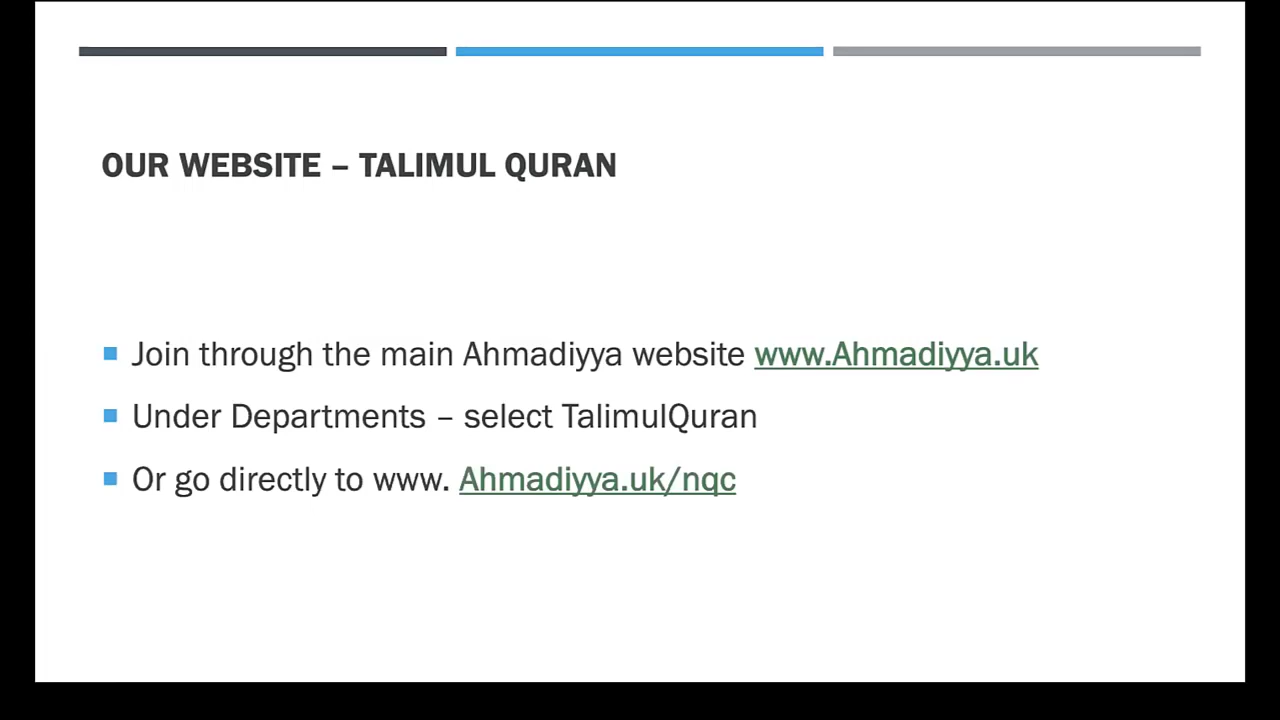 OUR WEBSITE – TALIMUL QURAN
Join through the main Ahmadiyya website www.Ahmadiyya.uk
Under Departments – select TalimulQuran
Or go directly to www. Ahmadiyya.uk/nqc